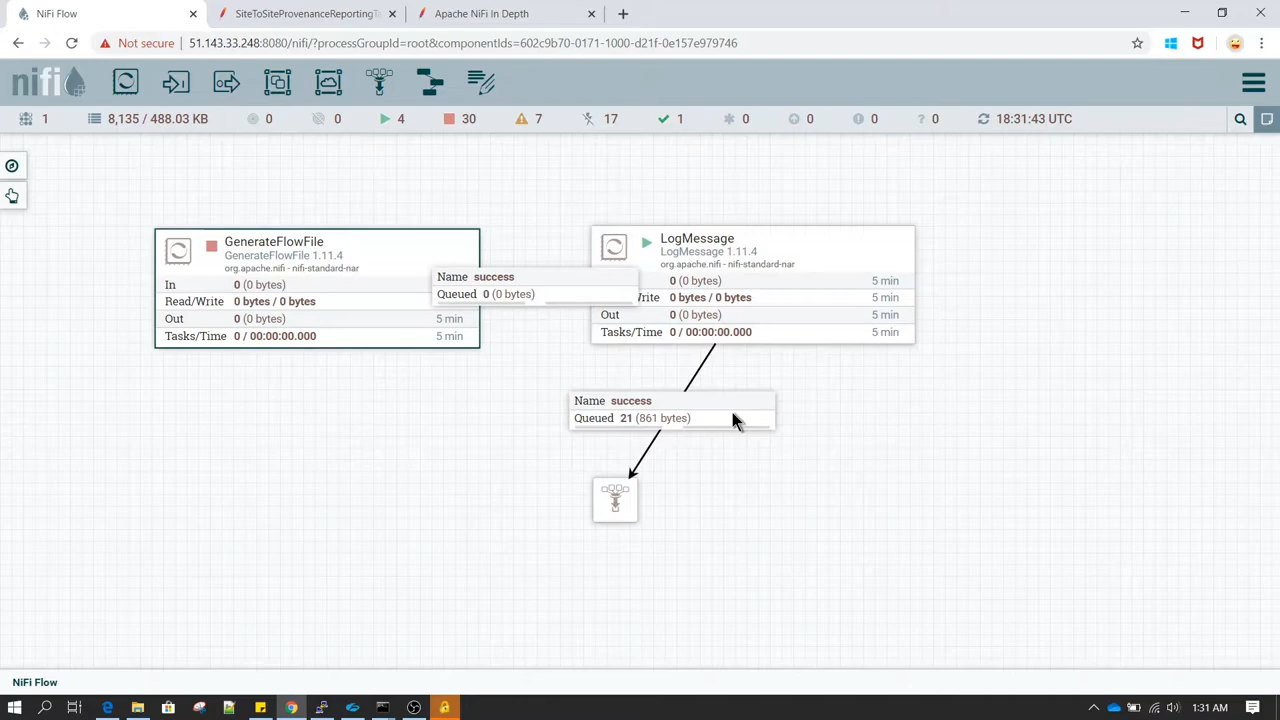 NiFi Flow
SiteToSiteProvenanceReportingT
Apache NiFi In Depth
Not secure
51.143.33.248:8080/nifi/?processGroupId=root&componentIds=602c9b70-0171-1000-d21f-0e157e979746
nifi
1
8,135 / 488.03 KB
0
0
4
30
7
17
1
0
0
0
0
18:31:43 UTC
GenerateFlowFile
GenerateFlowFile 1.11.4
org.apache.nifi - nifi-standard-nar
In 0 (0 bytes)
Read/Write 0 bytes / 0 bytes
Out 0 (0 bytes) 5 min
Tasks/Time 0 / 00:00:00.000 5 min
Name success
Queued 0 (0 bytes)
LogMessage
LogMessage 1.11.4
org.apache.nifi - nifi-standard-nar
0 (0 bytes) 5 min
Write 0 bytes / 0 bytes 5 min
Out 0 (0 bytes) 5 min
Tasks/Time 0 / 00:00:00.000 5 min
Name success
Queued 21 (861 bytes)
NiFi Flow
1:31 AM